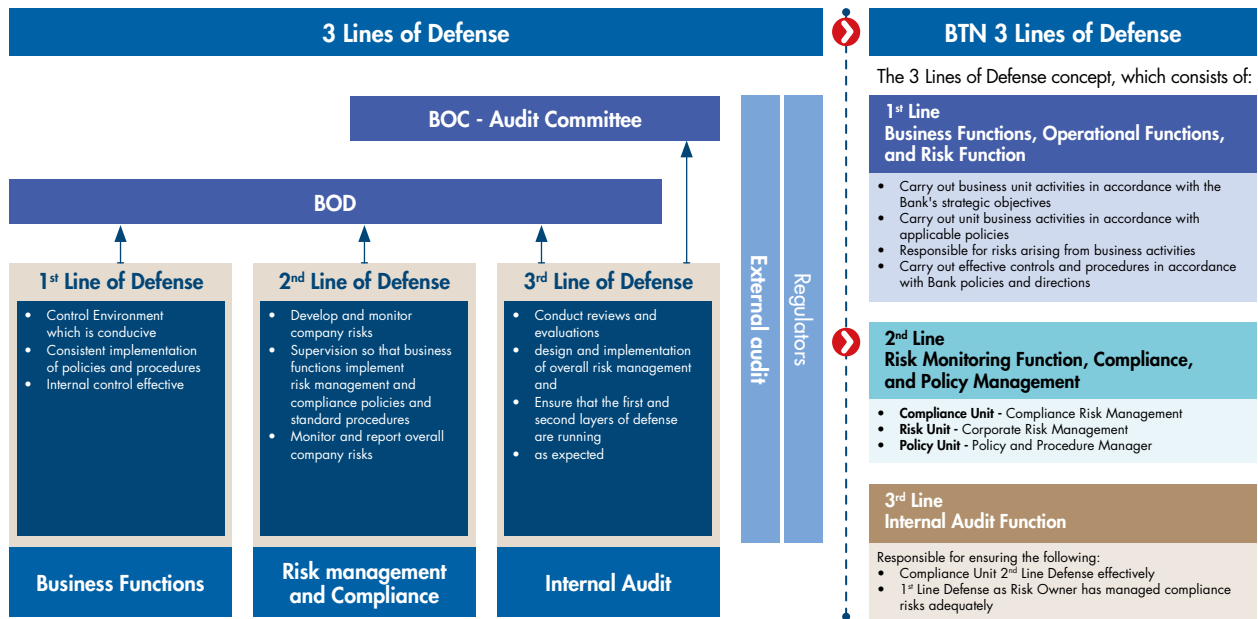 3 Lines of Defense
BOC - Audit Committee
BOD
1st Line of Defense
• Control Environment
which is conducive
• Consistent implementation
of policies and procedures
• Internal control effective
Business Functions
2nd Line of Defense
• Develop and monitor
company risks
• Supervision so that business
functions implement
risk management and
compliance policies and
standard procedures
• Monitor and report overall
company risks
Risk management
and Compliance
3rd Line of Defense
• Conduct reviews and
evaluations
• design and implementation
of overall risk management
and
• Ensure that the first and
second layers of defense
are running
• as expected
Internal Audit
External audit
Regulators
BTN 3 Lines of Defense
The 3 Lines of Defense concept, which consists of:
1st Line
Business Functions, Operational Functions,
and Risk Function
• Carry out business unit activities in accordance with the
Bank's strategic objectives
• Carry out unit business activities in accordance with
applicable policies
• Responsible for risks arising from business activities
• Carry out effective controls and procedures in accordance
with Bank policies and directions
2nd Line
Risk Monitoring Function, Compliance,
and Policy Management
• Compliance Unit - Compliance Risk Management
• Risk Unit - Corporate Risk Management
• Policy Unit - Policy and Procedure Manager
3rd Line
Internal Audit Function
Responsible for ensuring the following:
• Compliance Unit 2nd Line Defense effectively
• 1st Line Defense as Risk Owner has managed compliance
risks adequately